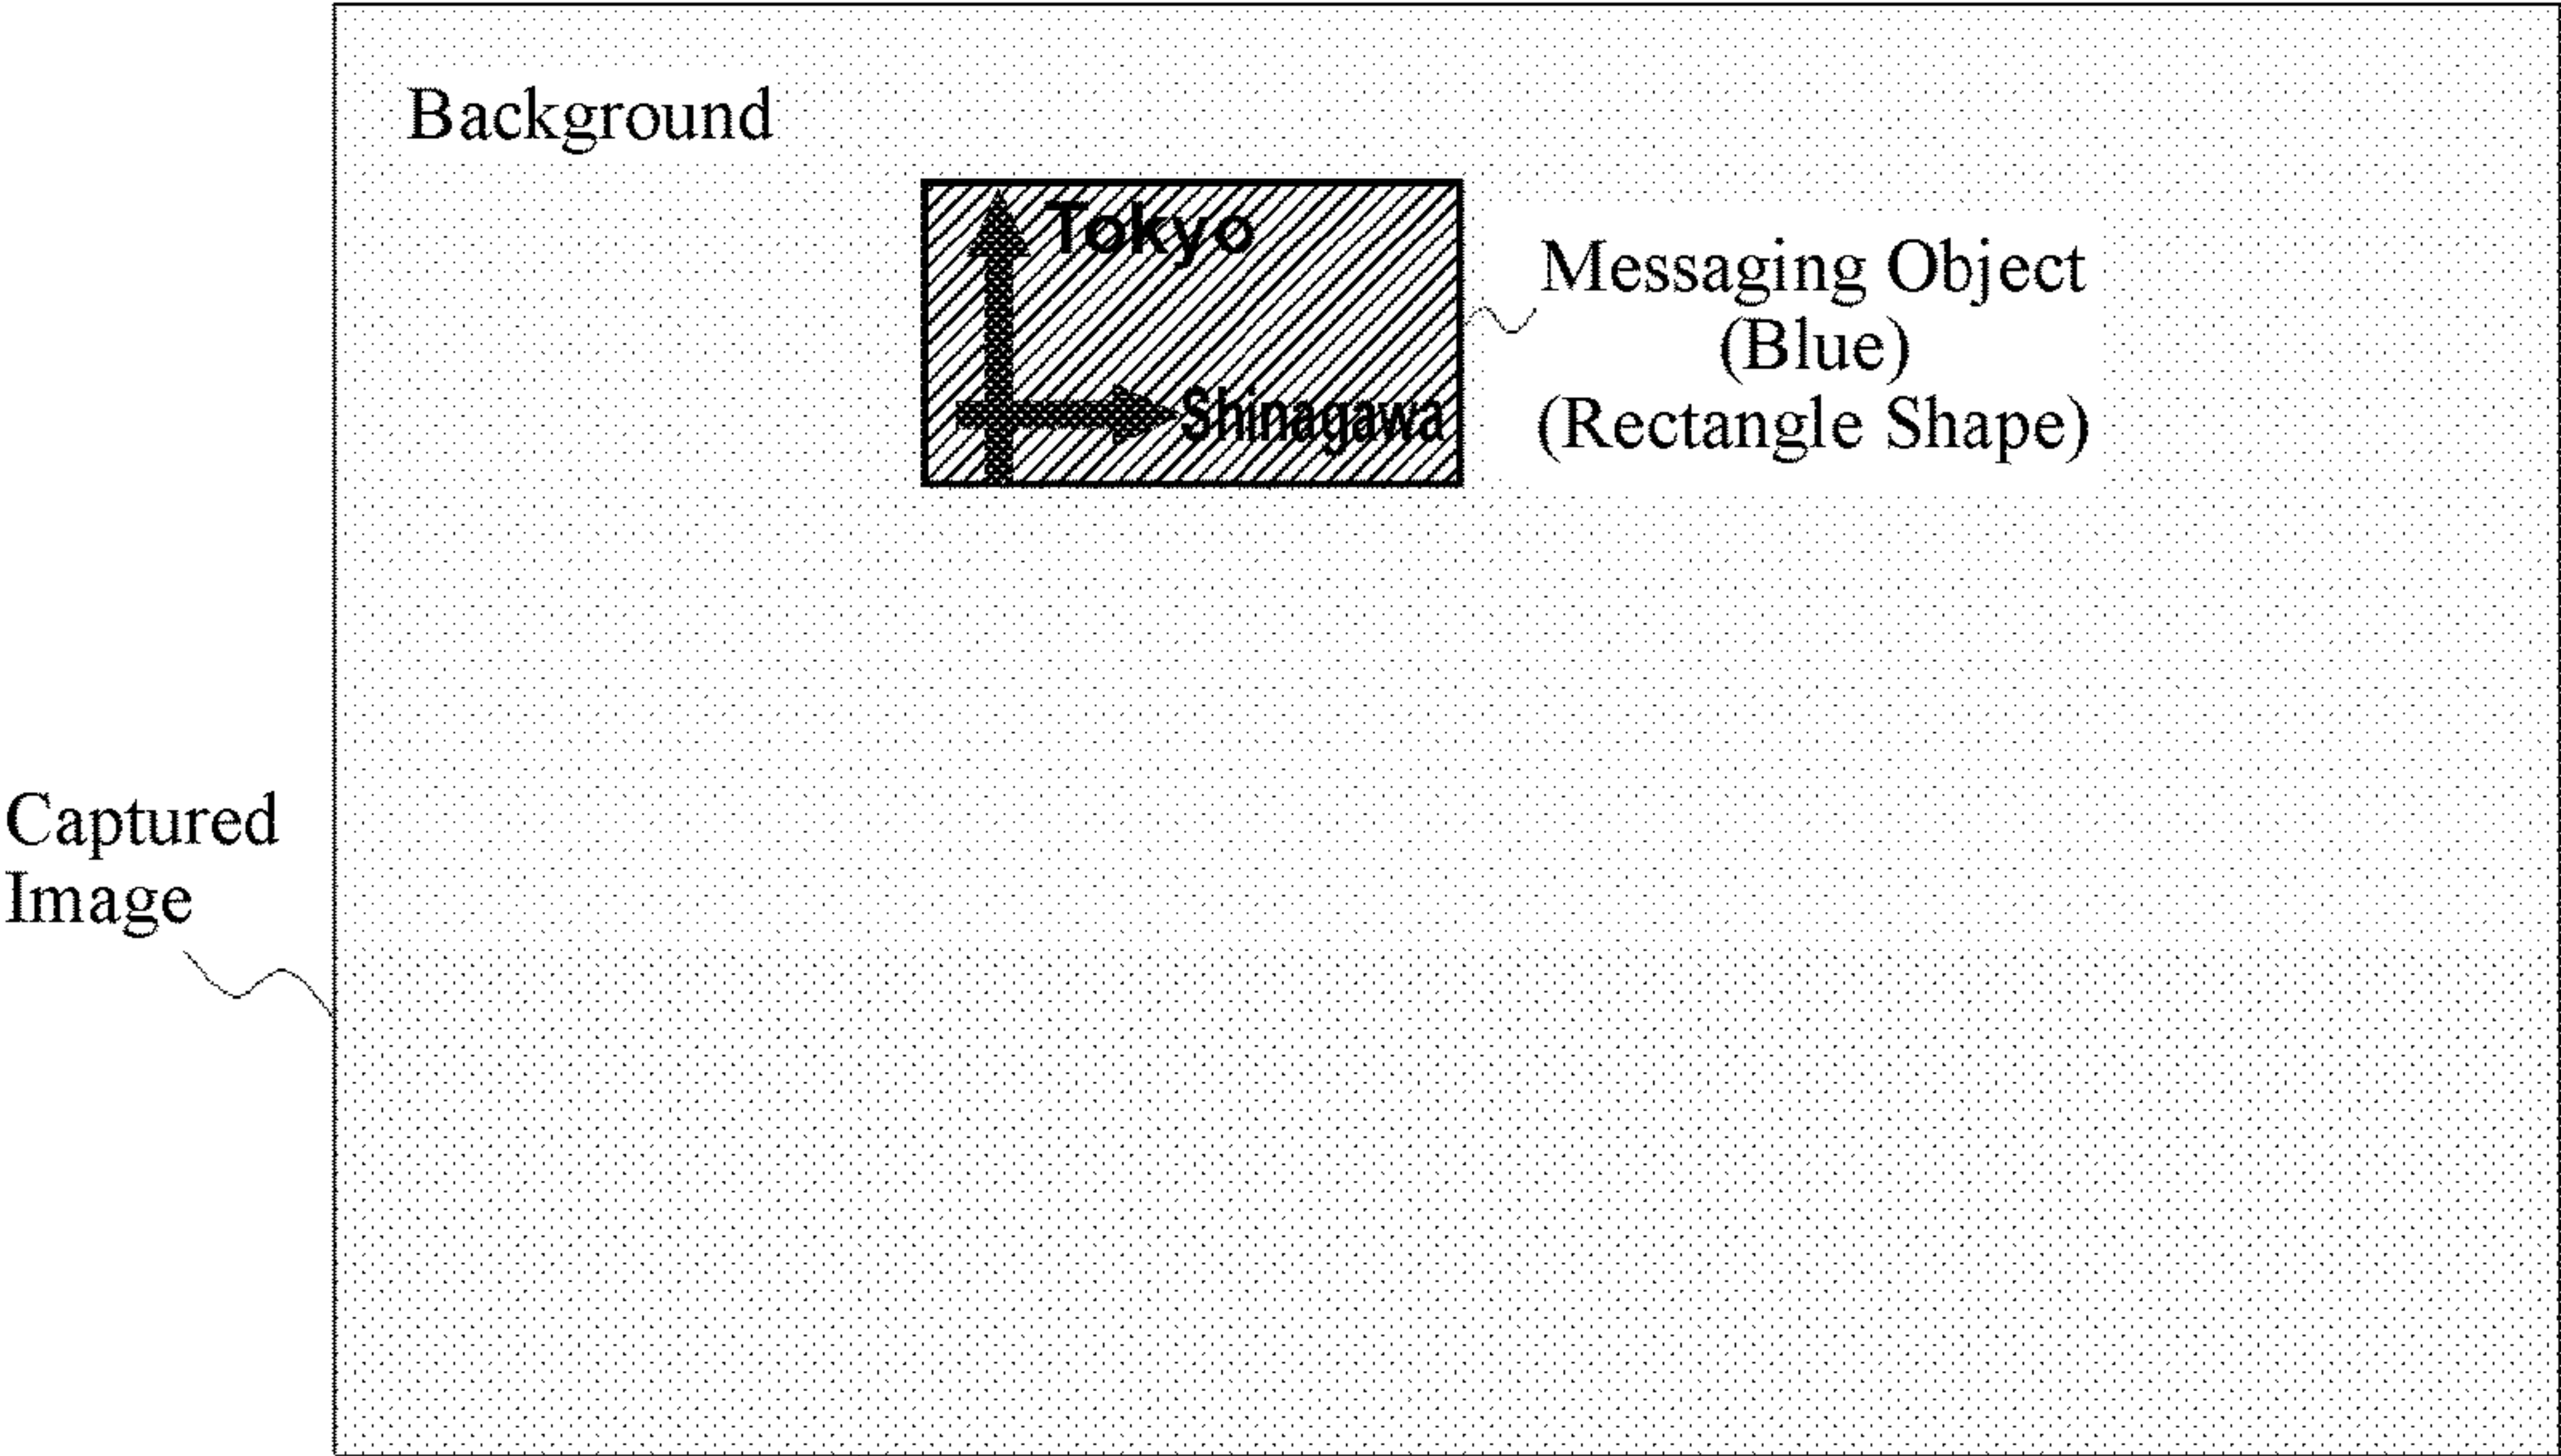 Background
Tokyo
Shinagawa
Messaging Object
(Blue)
(Rectangle Shape)
Captured
Image